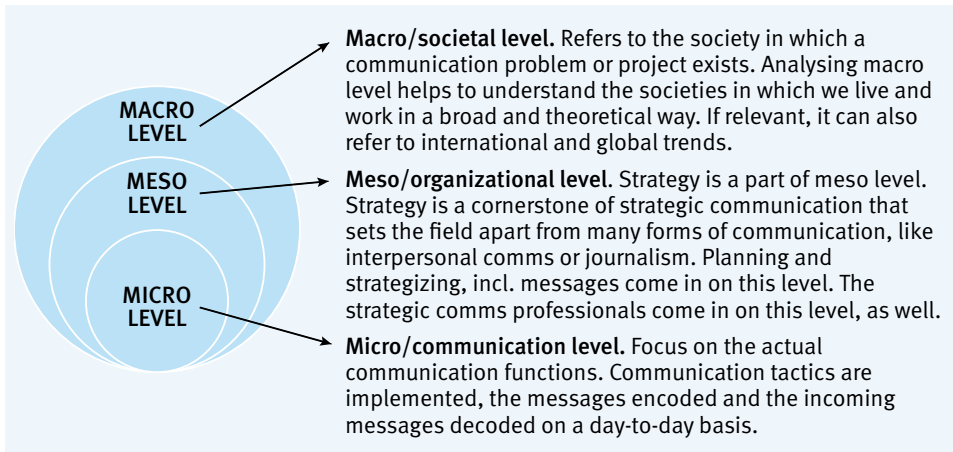 MACRO
LEVEL
MESO
LEVEL
MICRO
LEVEL
Macro/societal level. Refers to the society in which a
communication problem or project exists. Analysing macro
level helps to understand the societies in which we live and
work in a broad and theoretical way. If relevant, it can also
refer to international and global trends.
Meso/organizational level. Strategy is a part of meso level.
Strategy is a cornerstone of strategic communication that
sets the field apart from many forms of communication, like
interpersonal comms or journalism. Planning and
strategizing, incl. messages come in on this level. The
strategic comms professionals come in on this level, as well.
Micro/communication level. Focus on the actual
communication functions. Communication tactics are
implemented, the messages encoded and the incoming
messages decoded on a day-to-day basis.